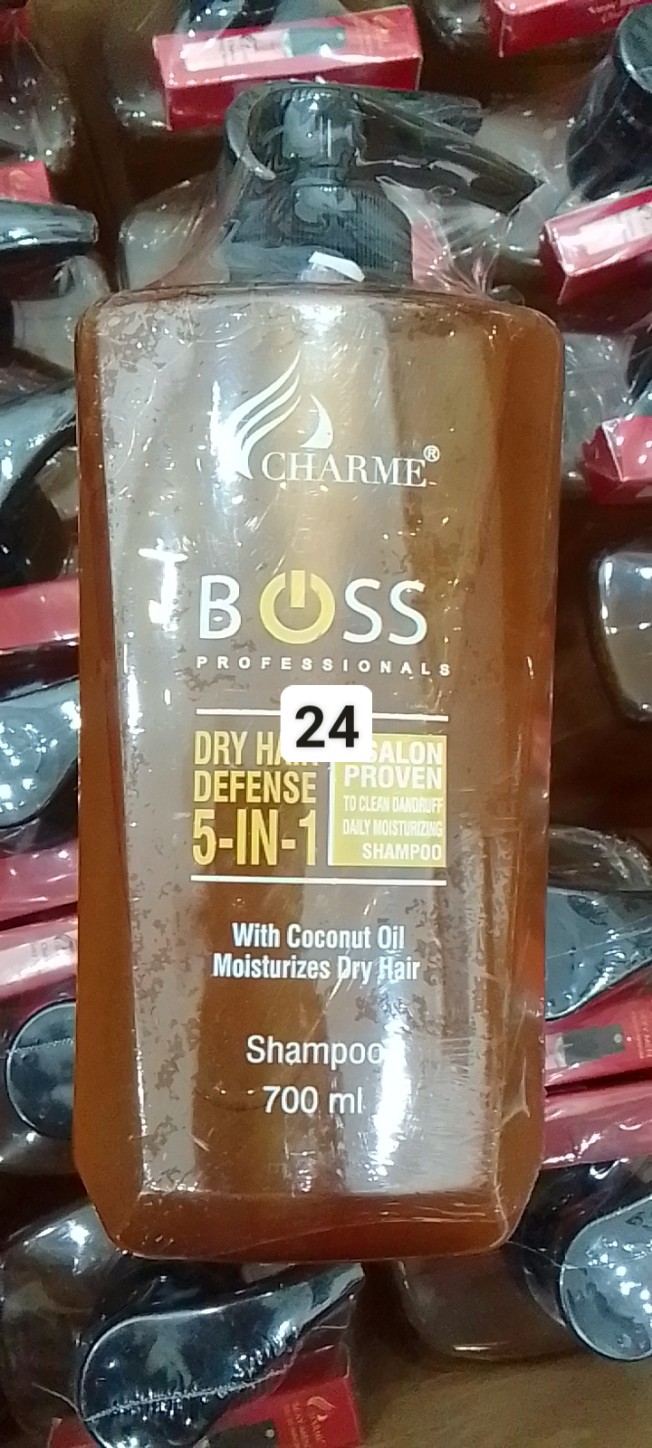 CHARME®
BOSS
PROFESSIONALS
24
DRY HAIR
DEFENSE
5-IN-1
SALON
PROVEN
TO CLEAN DANDRUFF
DAILY MOISTURIZING
SHAMPOO
With Coconut Oil
Moisturizes Dry Hair
Shampoo
700 ml
CHARME